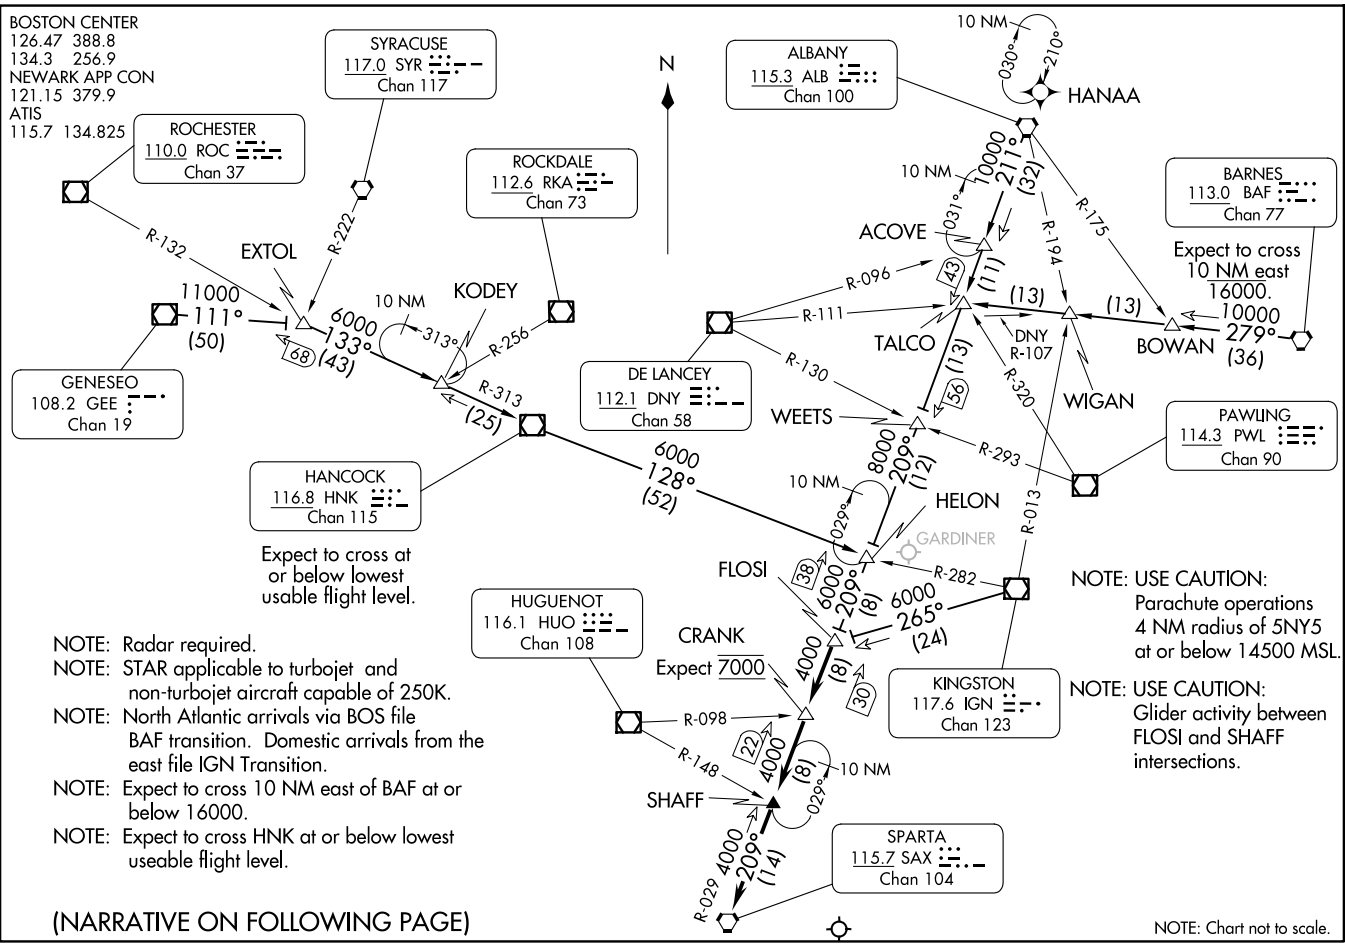 BOSTON CENTER
126.47 388.8
134.3 256.9
NEWARK APP CON
121.15 379.9
ATIS
115.7 134.825
ROCHESTER
110.0 ROC
Chan 37
SYRACUSE
117.0 SYR
Chan 117
ROCKDALE
112.6 RKA
Chan 73
N
ALBANY
115.3 ALB
Chan 100
10 NM
030°
210°
HANAA
BARNES
113.0 BAF
Chan 77
Expect to cross
10 NM east
16000.
10000
279°
(36)
10000
211°
(32)
10 NM
031°
ACOVE
R-194
R-175
R-132
R-222
EXTOL
11000
111°
(50)
68
6000
133°
(43)
10 NM
313°
KODEY
R-256
R-313
(25)
GENESEO
108.2 GEE
Chan 19
R-096
43
(11)
R-111
(13)
(13)
TALCO
DNY
R-107
BOWAN
WIGAN
R-130
DE LANCEY
112.1 DNY
Chan 58
(13)
56
R-320
WEETS
PAWLING
114.3 PWL
Chan 90
R-293
HANCOCK
116.8 HNK
Chan 115
6000
128°
(52)
8000
209°
(12)
10 NM
029°
HELON
R-013
GARDINER
Expect to cross at
or below lowest
usable flight level.
FLOSI
38
6000
209°
(8)
R-282
6000
265°
(24)
NOTE: USE CAUTION:
Parachute operations
4 NM radius of 5NY5
at or below 14500 MSL.
HUGUENOT
116.1 HUO
Chan 108
CRANK
Expect 7000
4000
(8)
30
KINGSTON
117.6 IGN
Chan 123
NOTE: USE CAUTION:
Glider activity between
FLOSI and SHAFF
intersections.
NOTE: Radar required.
NOTE: STAR applicable to turbojet and
non-turbojet aircraft capable of 250K.
NOTE: North Atlantic arrivals via BOS file
BAF transition. Domestic arrivals from the
east file IGN Transition.
NOTE: Expect to cross 10 NM east of BAF at or
below 16000.
NOTE: Expect to cross HNK at or below lowest
useable flight level.
R-098
R-148
22
4000
(8)
10 NM
029°
SHAFF
R-029
4000
209°
(14)
SPARTA
115.7 SAX
Chan 104
(NARRATIVE ON FOLLOWING PAGE)
NOTE: Chart not to scale.